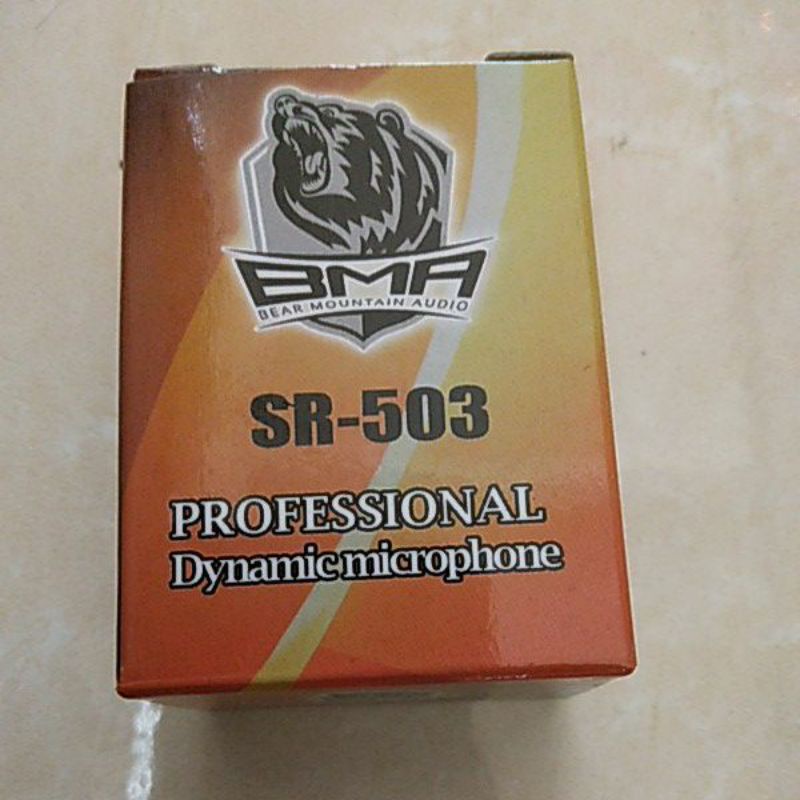 BMA
BEAR MOUNTAIN AUDIO
SR-503
PROFESSIONAL
Dynamic microphone